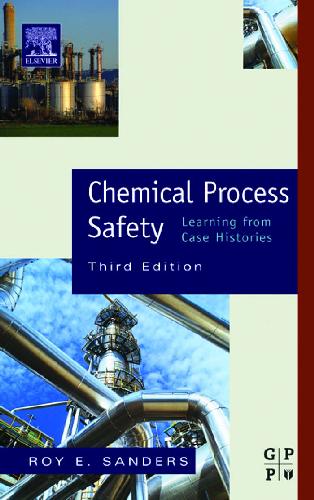 ELSEVIER
Chemical Process
Safety
Learning from
Case Histories
Third Edition
ROY E. SANDERS
G P
P